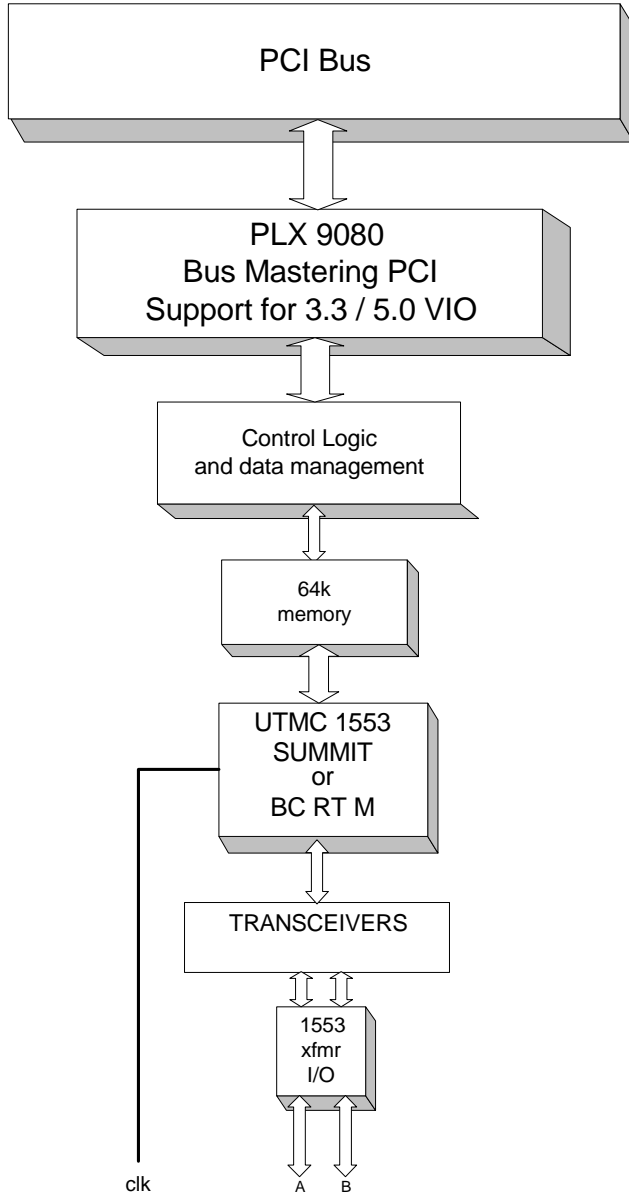 PCI Bus
PLX 9080
Bus Mastering PCI
Support for 3.3 / 5.0 VIO
Control Logic
and data management
64k
memory
UTMC 1553
SUMMIT
or
BC RT M
TRANSCEIVERS
1553
xfmr
I/O
clk
A B